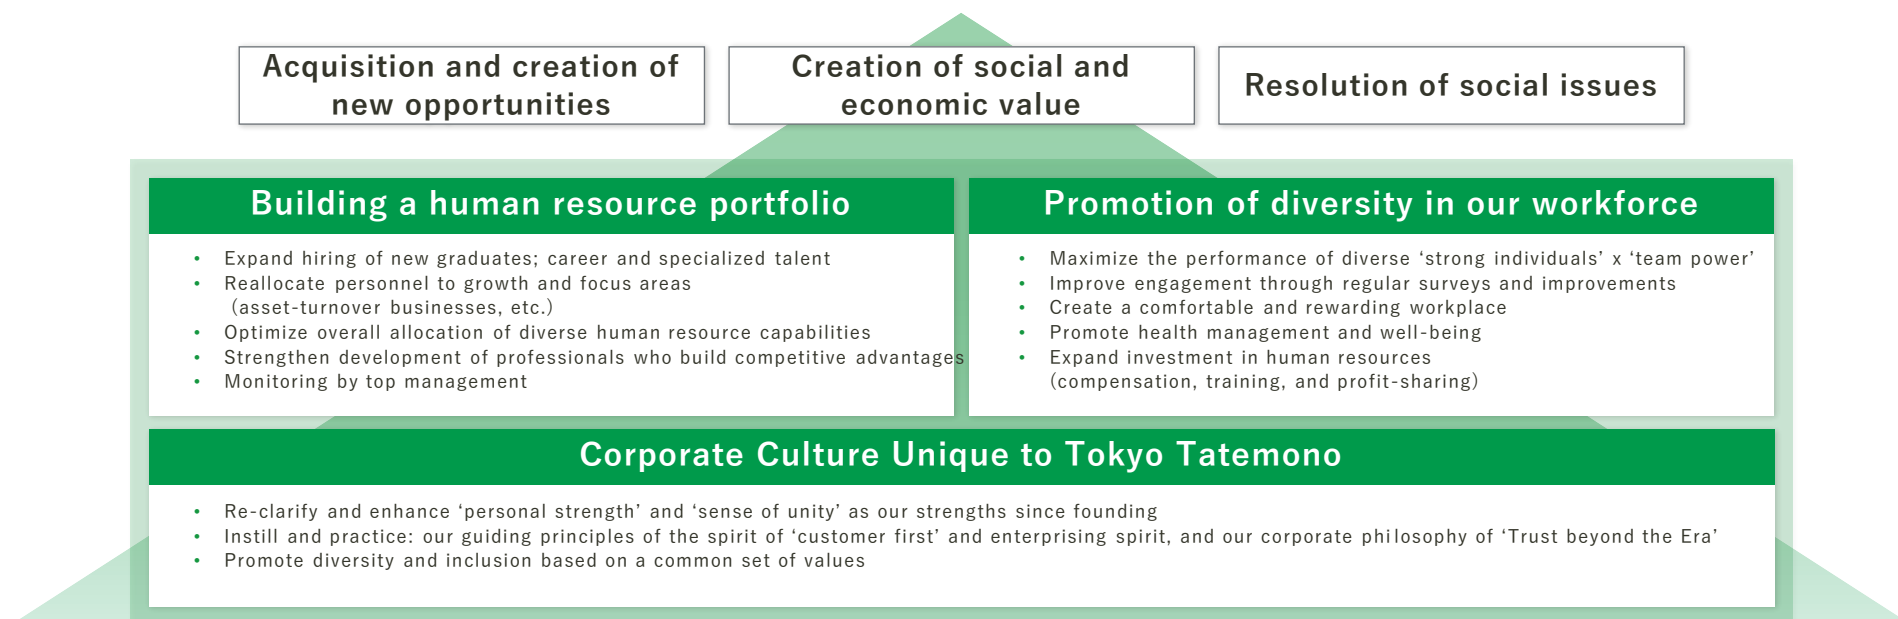 Acquisition and creation of
new opportunities
Creation of social and
economic value
Resolution of social issues
Building a human resource portfolio
• Expand hiring of new graduates; career and specialized talent
• Reallocate personnel to growth and focus areas
(asset-turnover businesses, etc.)
• Optimize overall allocation of diverse human resource capabilities
• Strengthen development of professionals who build competitive advantages
• Monitoring by top management
Promotion of diversity in our workforce
• Maximize the performance of diverse ‘strong individuals’ x ‘team power’
• Improve engagement through regular surveys and improvements
• Create a comfortable and rewarding workplace
• Promote health management and well-being
• Expand investment in human resources
(compensation, training, and profit-sharing)
Corporate Culture Unique to Tokyo Tatemono
• Re-clarify and enhance ‘personal strength’ and ‘sense of unity’ as our strengths since founding
• Instill and practice: our guiding principles of the spirit of ‘customer first’ and enterprising spirit, and our corporate philosophy of ‘Trust beyond the Era’
• Promote diversity and inclusion based on a common set of values